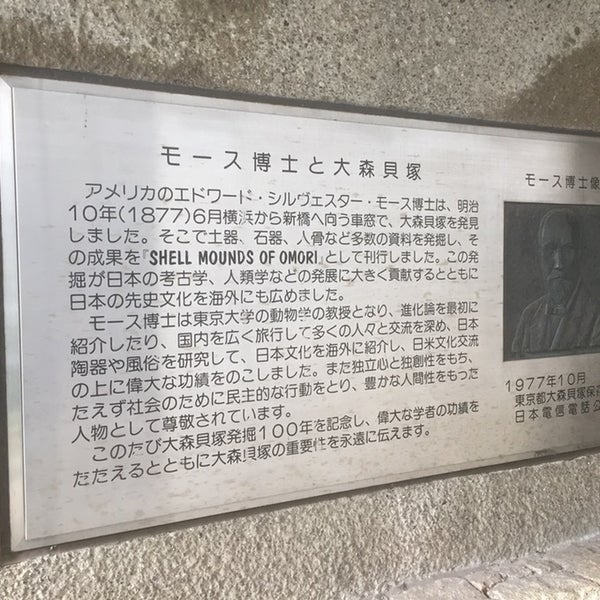 モース博士と大森貝塚
アメリカのエドワード・シルヴェスター・モース博士は、明治
10年(1877)6月横浜から新橋へ向う車窓で、大森貝塚を発見
しました。そこで土器、石器、人骨など多数の資料を発掘し、そ
の成果を『SHELL MOUNDS OF OMORI』として刊行しました。この発
掘が日本の考古学、人類学などの発展に大きく貢献するとともに
日本の先史文化を海外にも広めました。
モース博士は東京大学の動物学の教授となり、進化論を最初に
紹介したり、国内を広く旅行して多くの人々と交流を深め、日本
陶器や風俗を研究して、日本文化を海外に紹介し、日米文化交流
の上に偉大な功績をのこしました。また独立心と独創性をもち、
たえず社会のために民主的な行動をとり、豊かな人間性をもった
人物として尊敬されています。
このたび大森貝塚発掘100年を記念し、偉大な学者の功績を
たたえるとともに大森貝塚の重要性を永遠に伝えます。
モース博士像
1977年10月
東京都大森貝塚保存
日本電信電話公